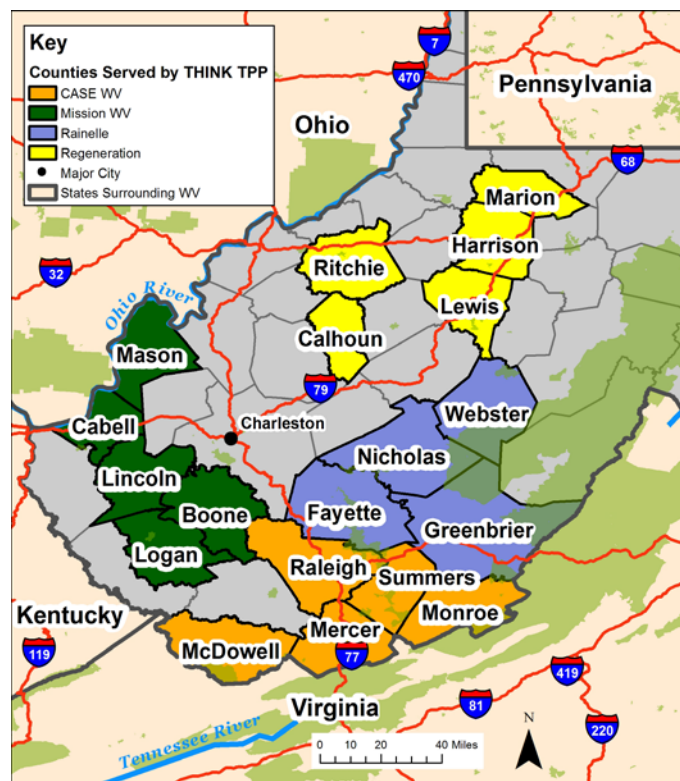 Key
Counties Served by THINK TPP
CASE WV
Mission WV
Rainelle
Regeneration
Major City
States Surrounding WV
7
470
Pennsylvania
Ohio
68
Marion
Harrison
Ritchie
32
Ohio River
Lewis
Calhoun
Mason
79
Webster
Cabell
Charleston
Nicholas
Lincoln
Boone
Fayette
Greenbrier
Logan
Raleigh
Summers
Kentucky
Monroe
Mercer
McDowell
119
77
419
Virginia
81
220
Tennessee River
N
0 20 40 Miles